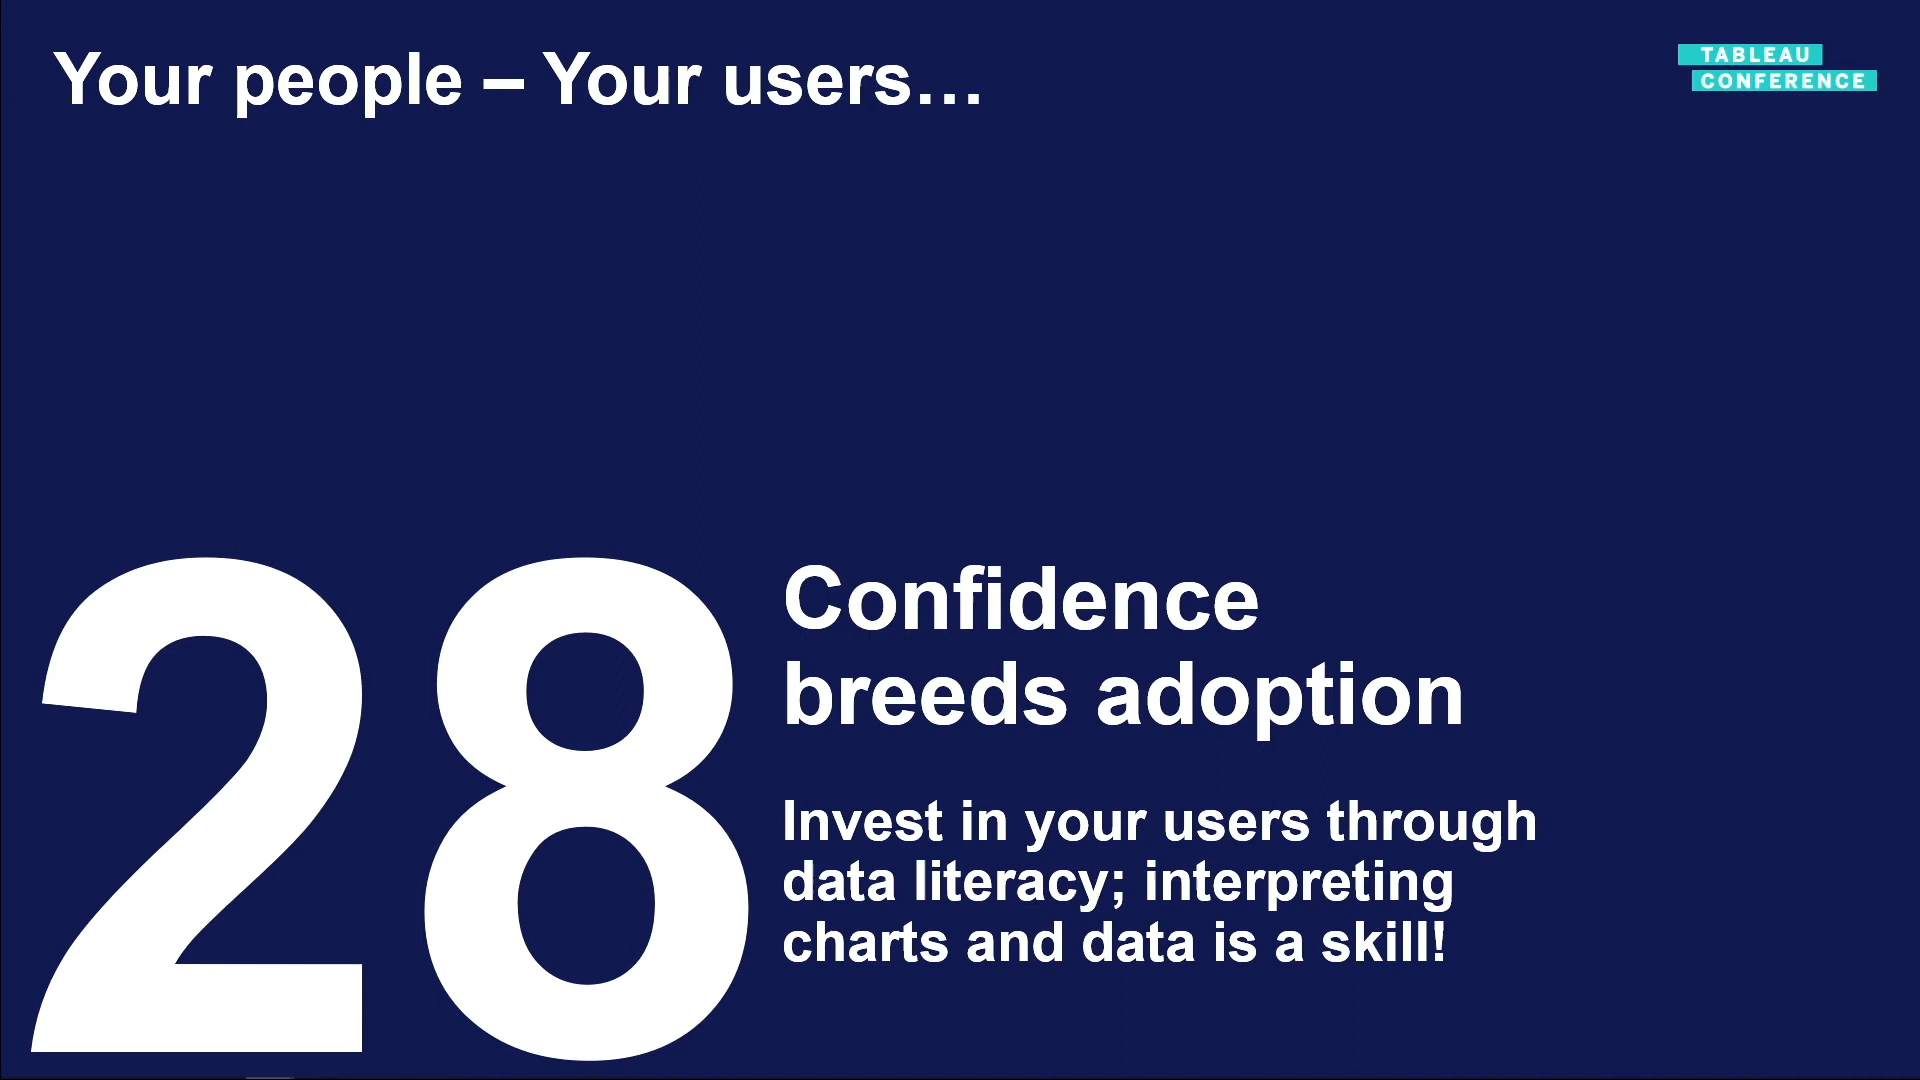 Your people – Your users…
TABLEAU
CONFERENCE
28
Confidence
breeds adoption
Invest in your users through
data literacy; interpreting
charts and data is a skill!